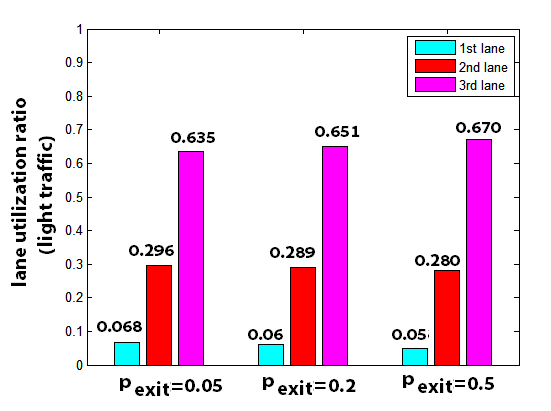 1
1st lane
0.9
2nd lane
0.8
3rd lane
0.7
0.635
0.651
0.670
0.6
0.5
0.4
0.296
0.289
0.280
0.3
0.2
0.1
0.068
0.06
0.05
0
lane utilization ratio
(light traffic)
p exit=0.05
p exit=0.2
p exit=0.5